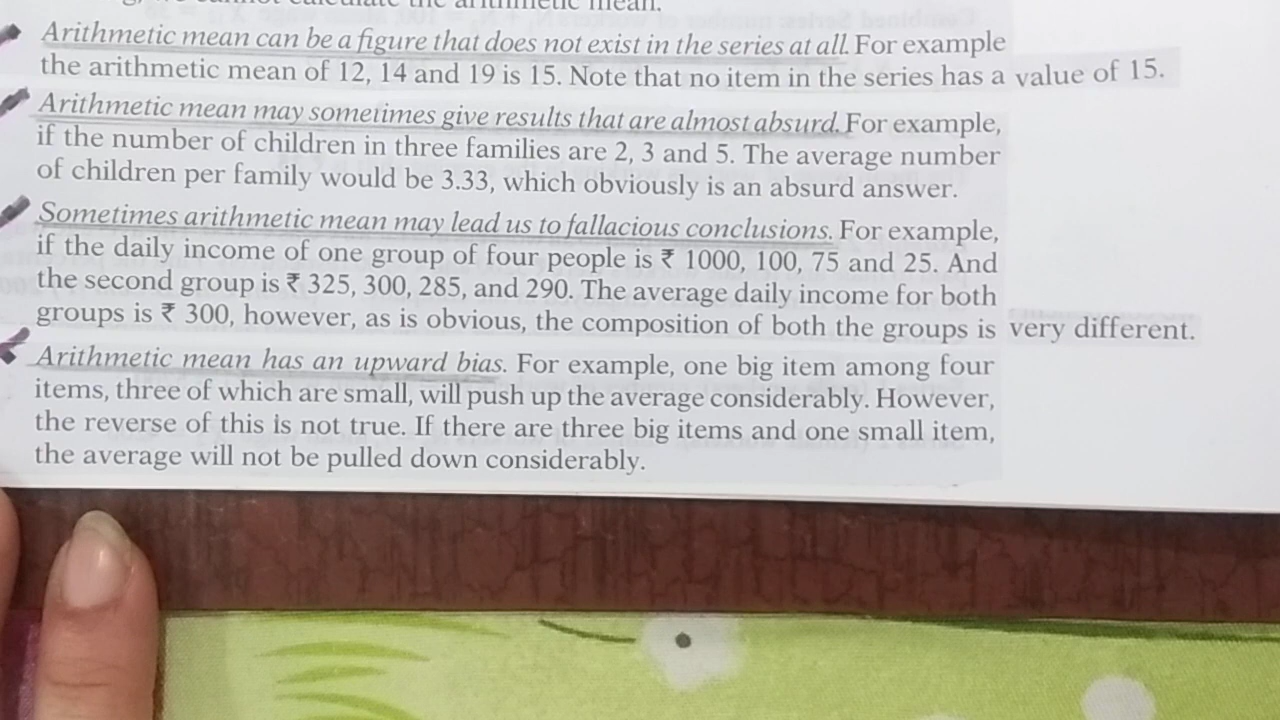 g, We cannot calculate the arithmetic mean.
Arithmetic mean can be a figure that does not exist in the series at all. For example
the arithmetic mean of 12, 14 and 19 is 15. Note that no item in the series has a value of 15.
Arithmetic mean may sometimes give results that are almost absurd. For example,
if the number of children in three families are 2, 3 and 5. The average number
of children per family would be 3.33, which obviously is an absurd answer.
Sometimes arithmetic mean may lead us to fallacious conclusions. For example,
if the daily income of one group of four people is ₹ 1000, 100, 75 and 25. And
the second group is ₹ 325, 300, 285, and 290. The average daily income for both
groups is ₹ 300, however, as is obvious, the composition of both the groups is very different.
Arithmetic mean has an upward bias. For example, one big item among four
items, three of which are small, will push up the average considerably. However,
the reverse of this is not true. If there are three big items and one small item,
the average will not be pulled down considerably.